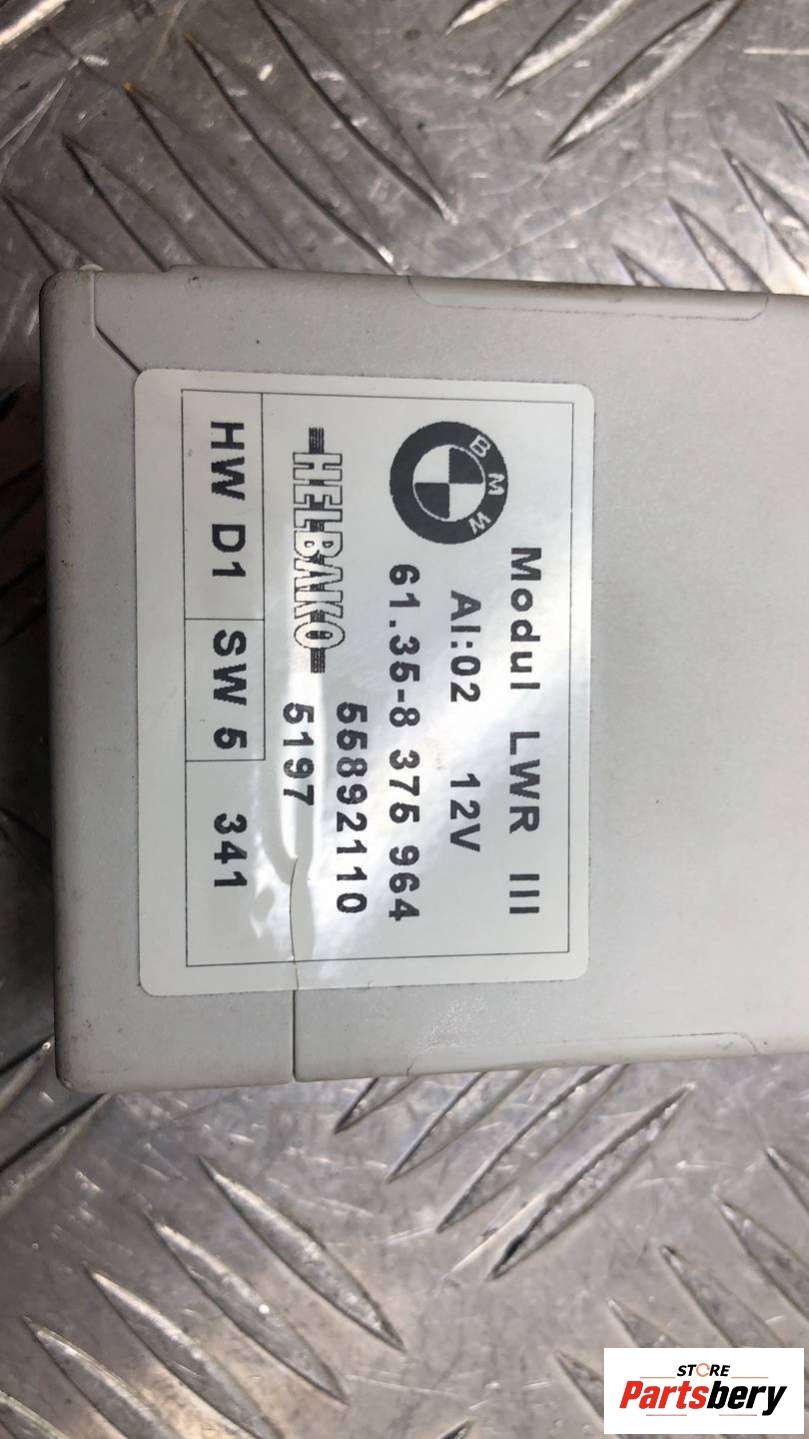 BMW
Modul LWR III
AI:02 12V
61.35-8 375 964
55892110
HELBAKO 5197
HW D1 SW 5 341
STORE
Partsbery